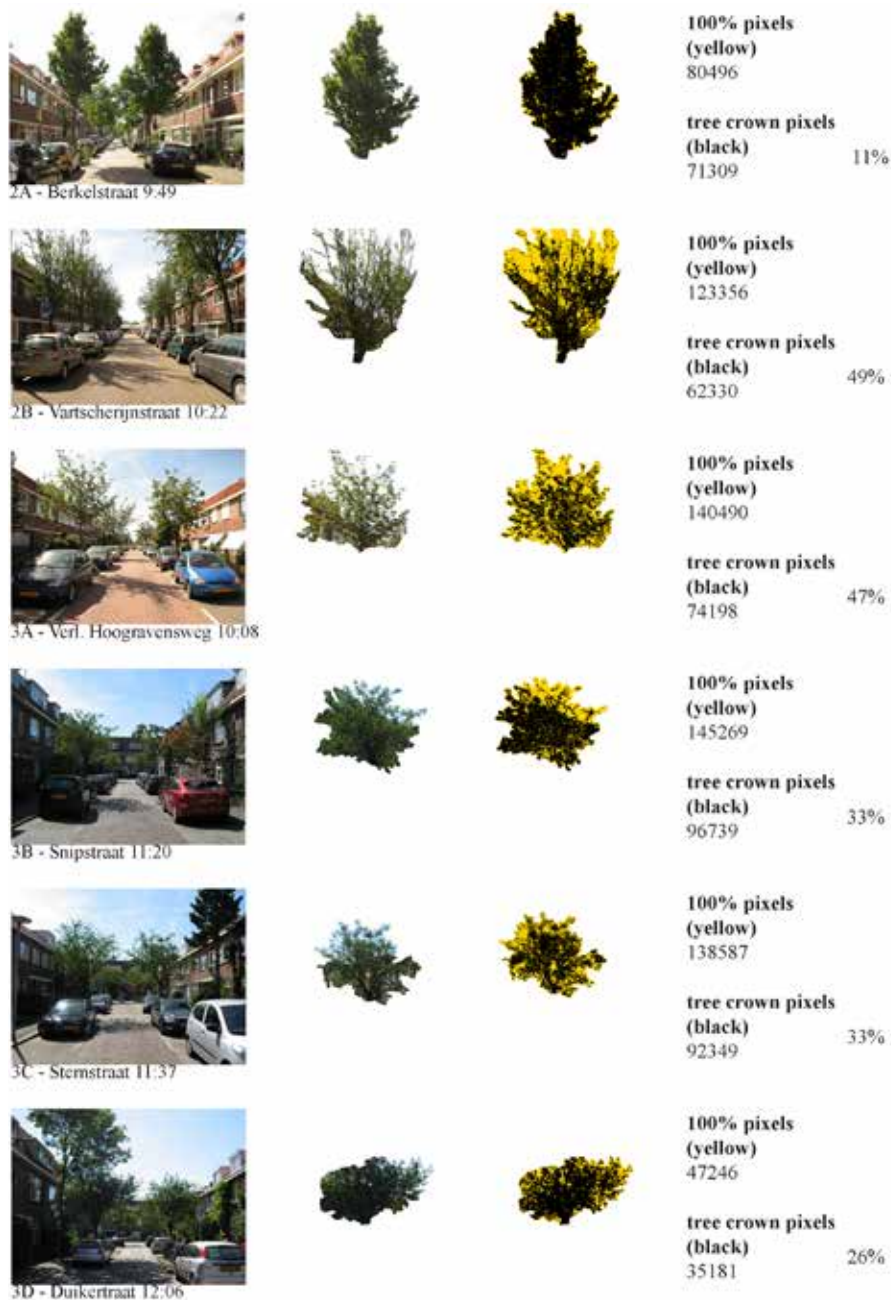 100% pixels
(yellow)
80496
tree crown pixels
(black)
71309
11%
2A - Berkelstraat 9:49
100% pixels
(yellow)
123356
tree crown pixels
(black)
62330
49%
2B - Vartscherijnstraat 10:22
100% pixels
(yellow)
140490
tree crown pixels
(black)
74198
47%
3A - Verl. Hoogravensweg 10:08
100% pixels
(yellow)
145269
tree crown pixels
(black)
96739
33%
3B - Snipstraat 11:20
100% pixels
(yellow)
138587
tree crown pixels
(black)
92349
33%
3C - Sternstraat 11:37
100% pixels
(yellow)
47246
tree crown pixels
(black)
35181
26%
3D - Duikertraat 12:06